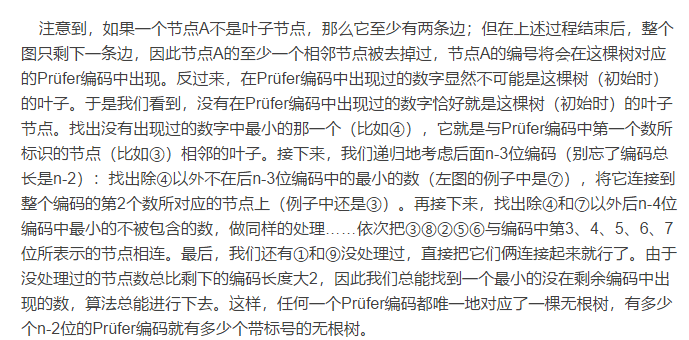 注意到，如果一个节点A不是叶子节点，那么它至少有两条边；但在上述过程结束后，整个
图只剩下一条边，因此节点A的至少一个相邻节点被去掉过，节点A的编号将会在这棵树对应
的Prüfer编码中出现。反过来，在Prüfer编码中出现过的数字显然不可能是这棵树（初始时）
的叶子。于是我们看到，没有在Prüfer编码中出现过的数字恰好就是这棵树（初始时）的叶子
节点。找出没有出现过的数字中最小的那一个（比如④），它就是与Prüfer编码中第一个数所
标识的节点（比如③）相邻的叶子。接下来，我们递归地考虑后面n-3位编码（别忘了编码总
长是n-2）：找出除④以外不在后n-3位编码中的最小的数（左图的例子中是⑦），将它连接到
整个编码的第2个数所对应的节点上（例子中还是③）。再接下来，找出除④和⑦以外后n-4位
编码中最小的不被包含的数，做同样的处理……依次把③⑧②⑤⑥与编码中第3、4、5、6、7
位所表示的节点相连。最后，我们还有①和⑨没处理过，直接把它们俩连接起来就行了。由于
没处理过的节点数总比剩下的编码长度大2，因此我们总能找到一个最小的没在剩余编码中出
现的数，算法总能进行下去。这样，任何一个Prüfer编码都唯一地对应了一棵无根树，有多少
个n-2位的Prüfer编码就有多少个带标号的无根树。